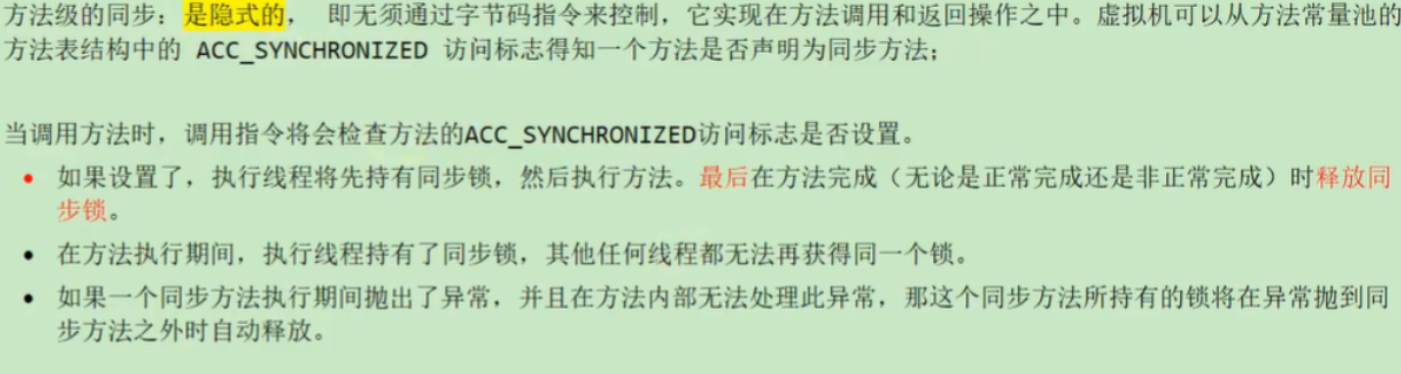 方法级的同步：是隐式的， 即无须通过字节码指令来控制，它实现在方法调用和返回操作之中。虚拟机可以从方法常量池的
方法表结构中的 ACC_SYNCHRONIZED 访问标志得知一个方法是否声明为同步方法；
当调用方法时，调用指令将会检查方法的ACC_SYNCHRONIZED访问标志是否设置。
• 如果设置了，执行线程将先持有同步锁，然后执行方法。最后在方法完成（无论是正常完成还是非正常完成）时释放同
步锁。
• 在方法执行期间，执行线程持有了同步锁，其他任何线程都无法再获得同一个锁。
• 如果一个同步方法执行期间抛出了异常，并且在方法内部无法处理此异常，那这个同步方法所持有的锁将在异常抛到同
步方法之外时自动释放。